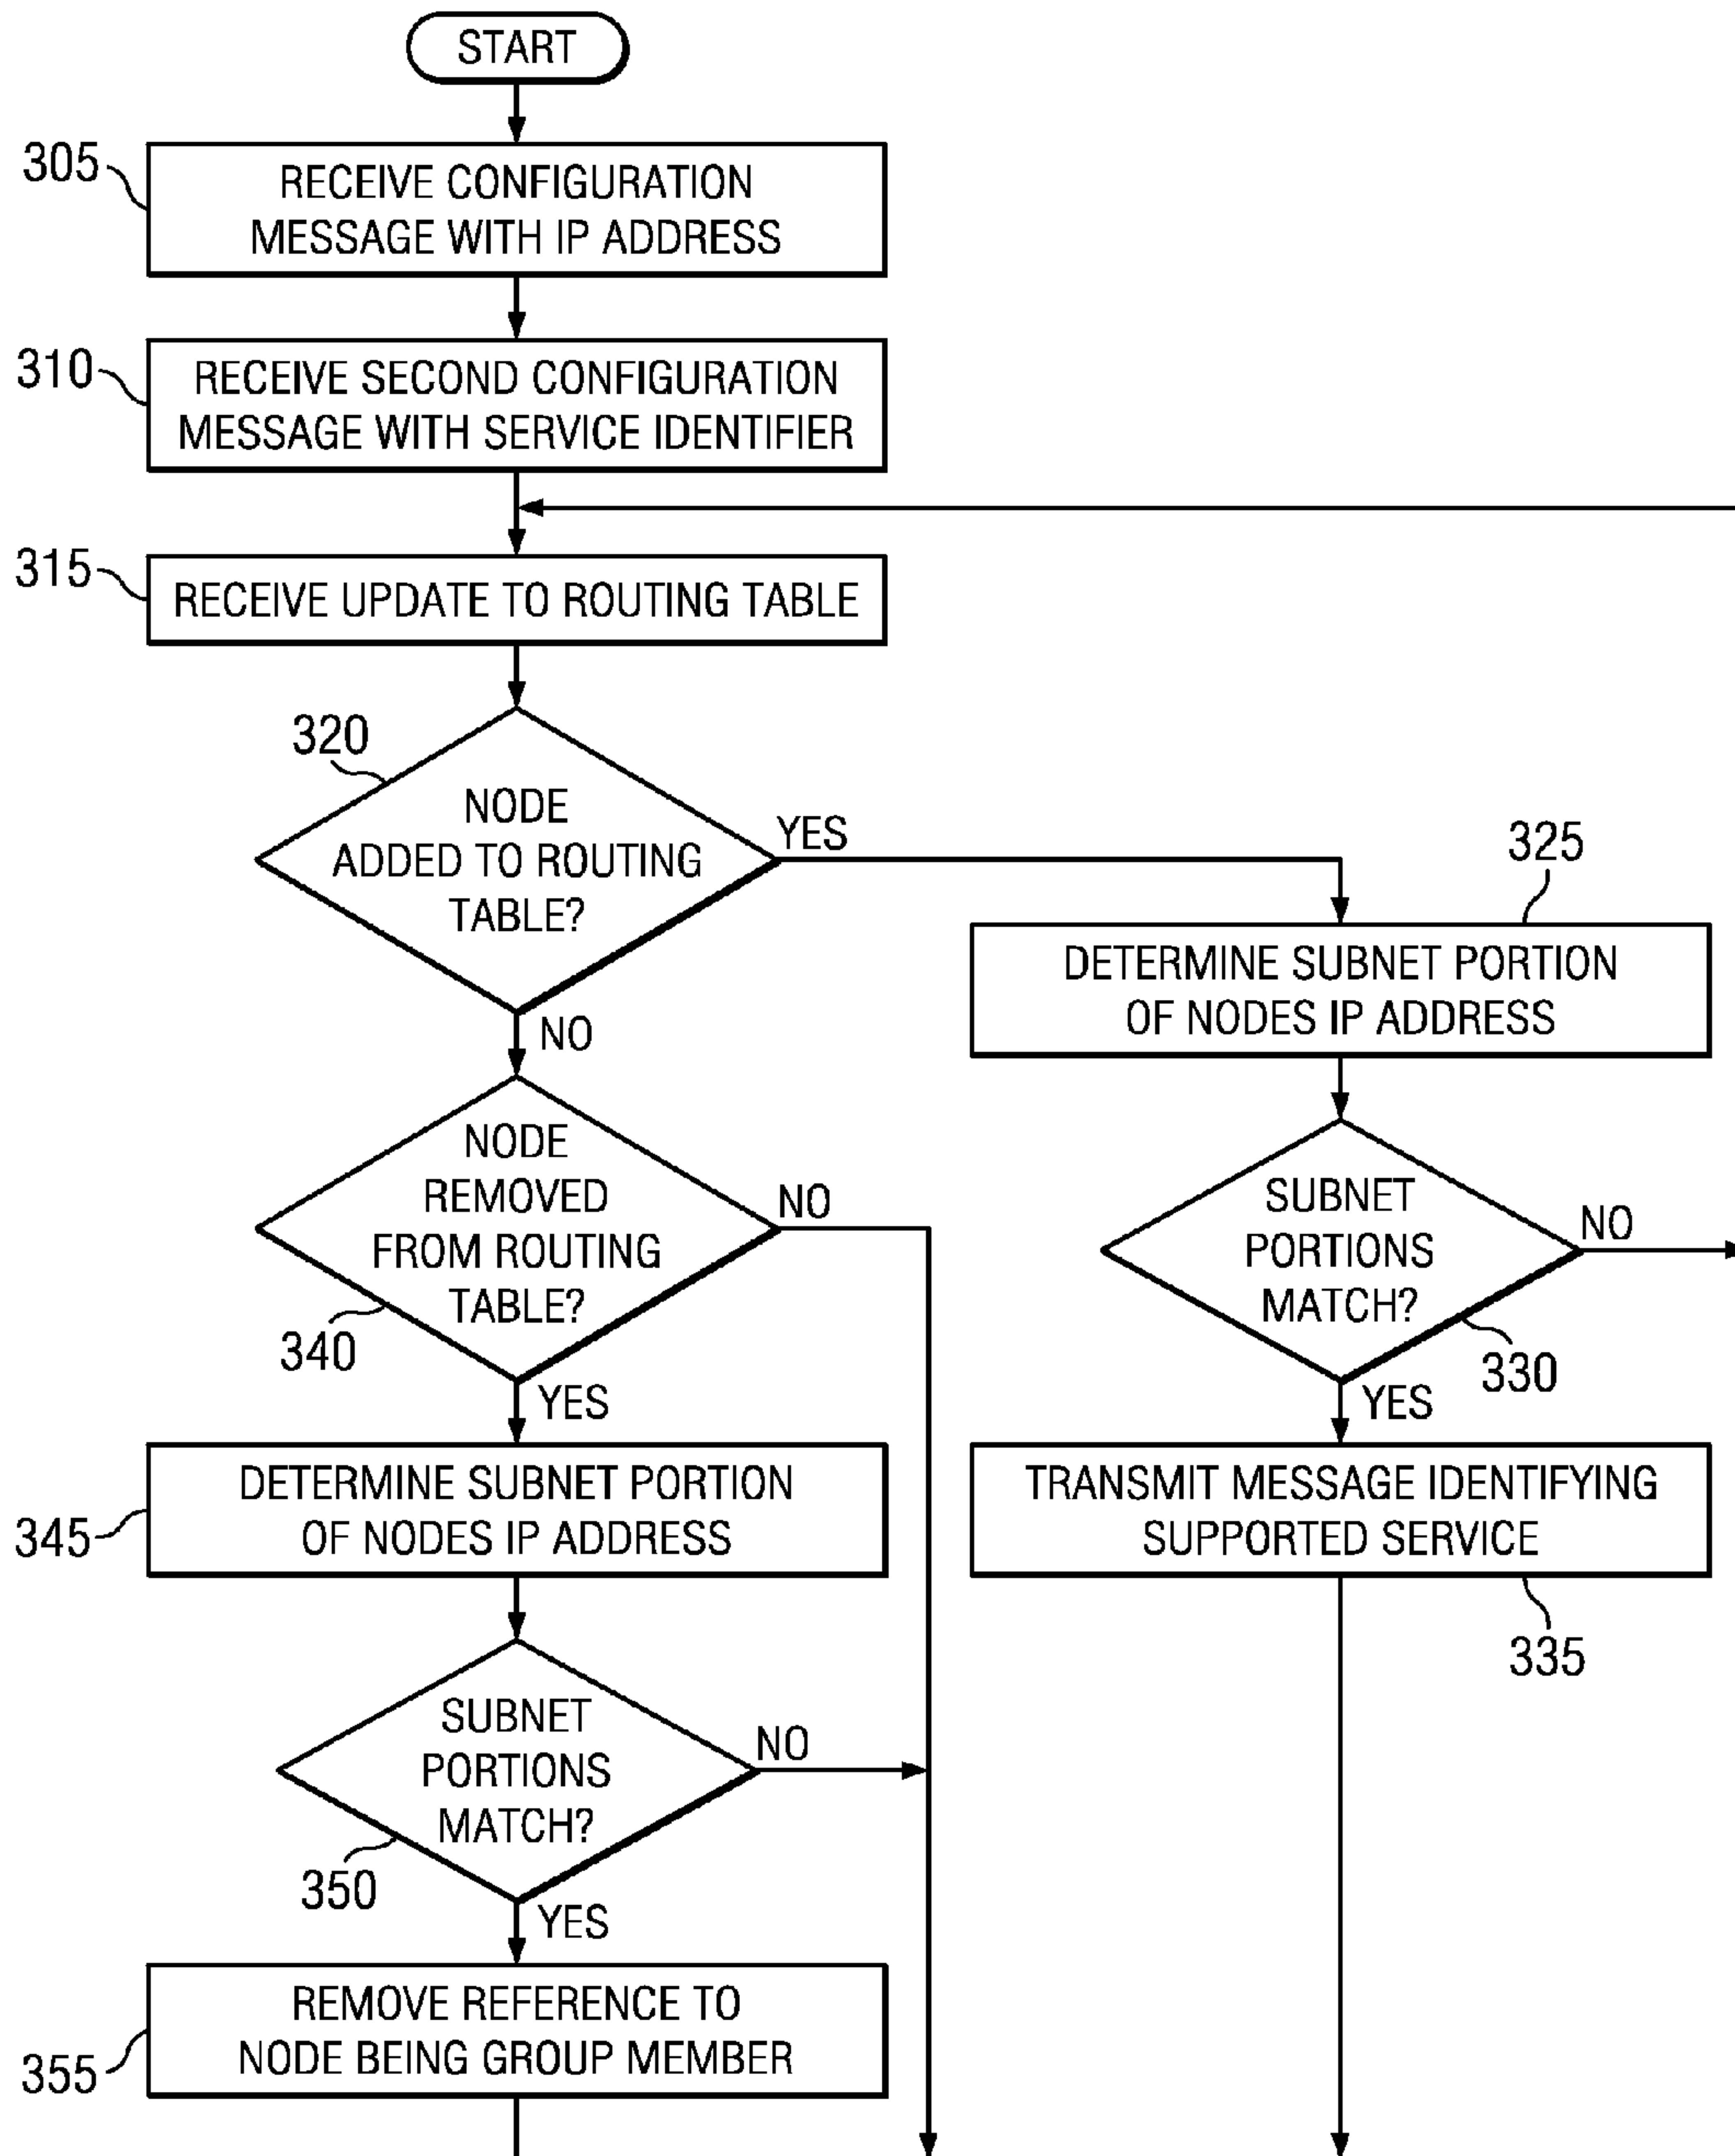 START
305
RECEIVE CONFIGURATION
MESSAGE WITH IP ADDRESS
310
RECEIVE SECOND CONFIGURATION
MESSAGE WITH SERVICE IDENTIFIER
315
RECEIVE UPDATE TO ROUTING TABLE
320
NODE
ADDED TO ROUTING
TABLE?
YES
NO
325
DETERMINE SUBNET PORTION
OF NODES IP ADDRESS
NODE
REMOVED
FROM ROUTING
TABLE?
NO
340
YES
SUBNET
PORTIONS
MATCH?
NO
330
YES
345
DETERMINE SUBNET PORTION
OF NODES IP ADDRESS
TRANSMIT MESSAGE IDENTIFYING
SUPPORTED SERVICE
335
SUBNET
PORTIONS
MATCH?
NO
350
YES
355
REMOVE REFERENCE TO
NODE BEING GROUP MEMBER